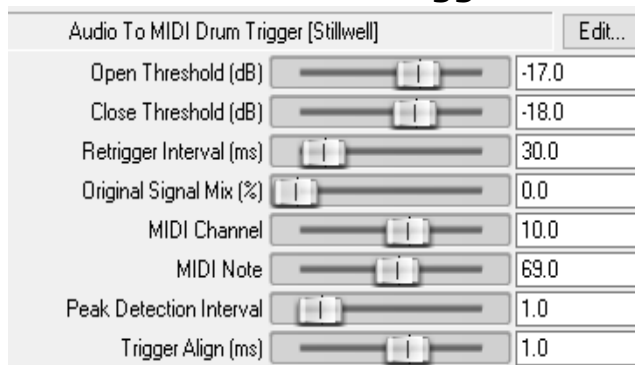 Audio To MIDI Drum Trigger [Stillwell] Edit...
Open Threshold (dB) -17.0
Close Threshold (dB) -18.0
Retrigger Interval (ms) 30.0
Original Signal Mix (%) 0.0
MIDI Channel 10.0
MIDI Note 69.0
Peak Detection Interval 1.0
Trigger Align (ms) 1.0